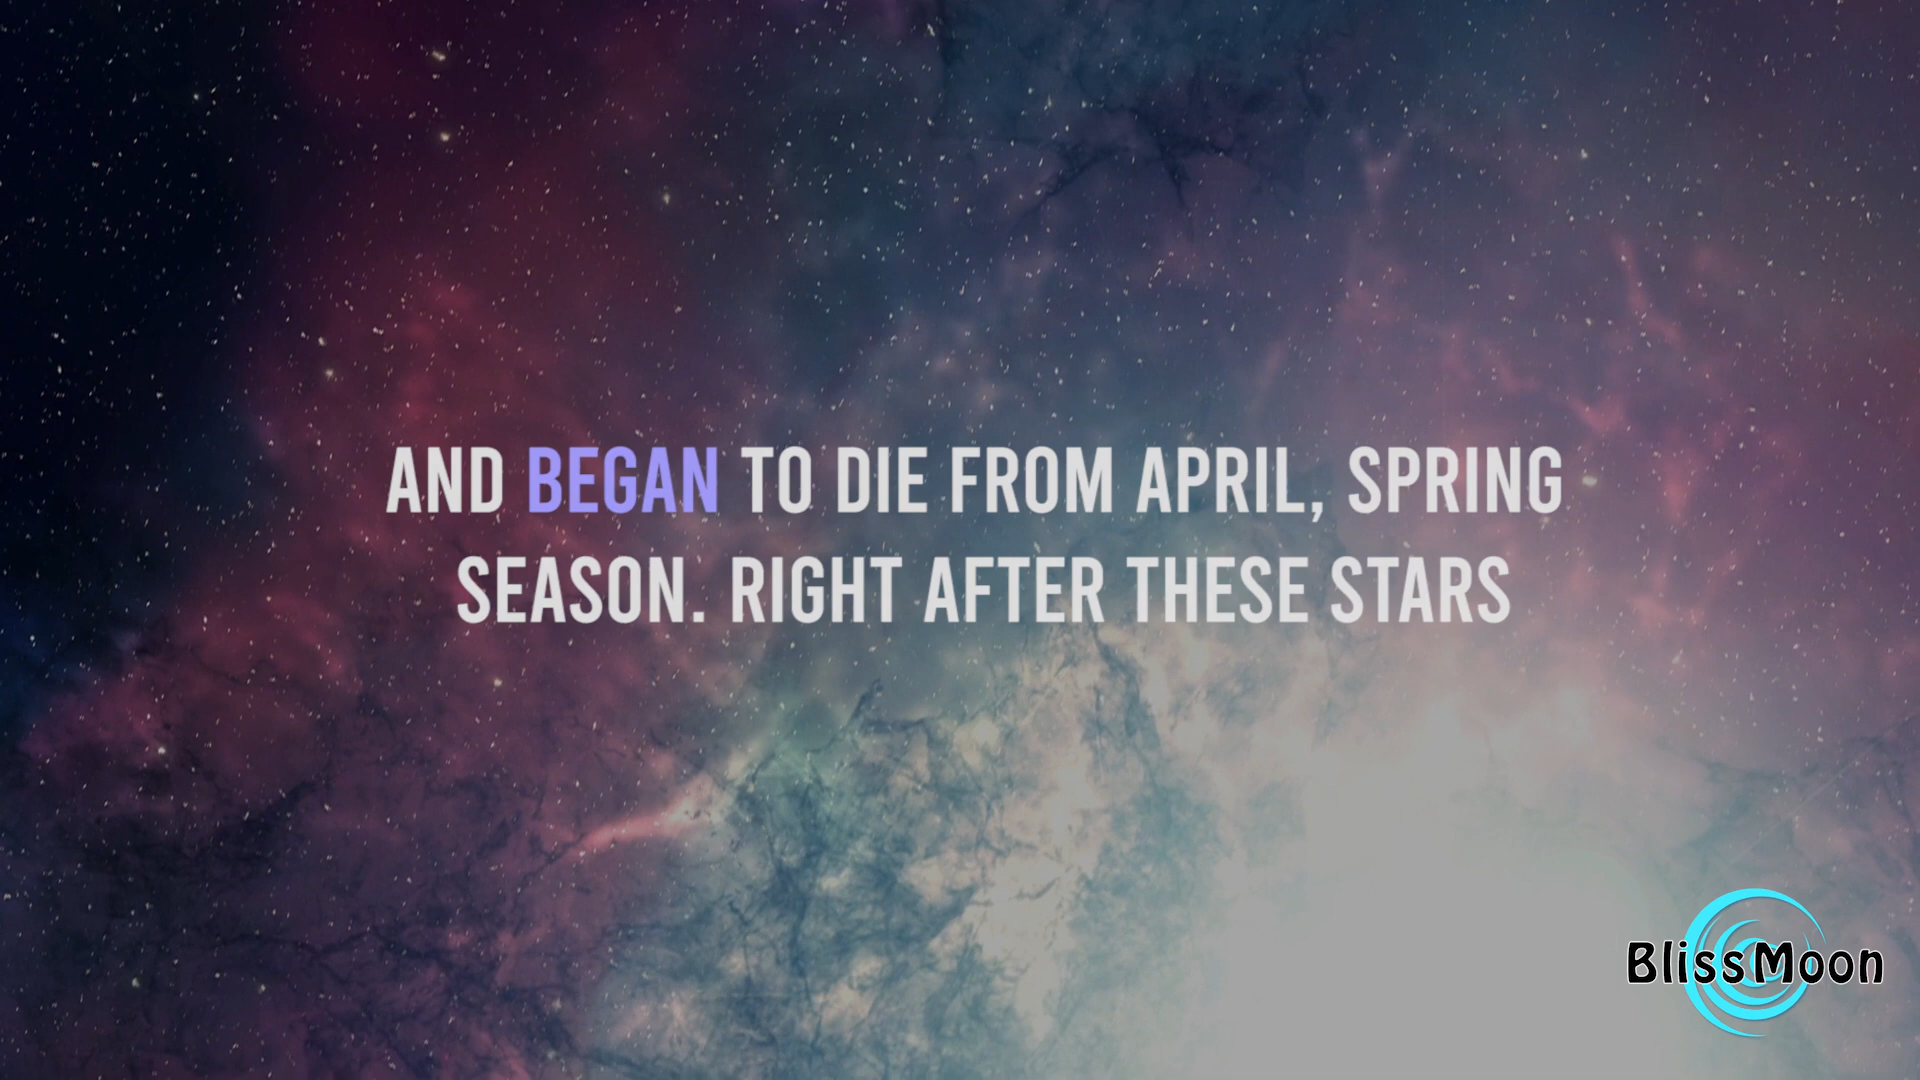 AND BEGAN TO DIE FROM APRIL, SPRING
SEASON. RIGHT AFTER THESE STARS
BlissMoon